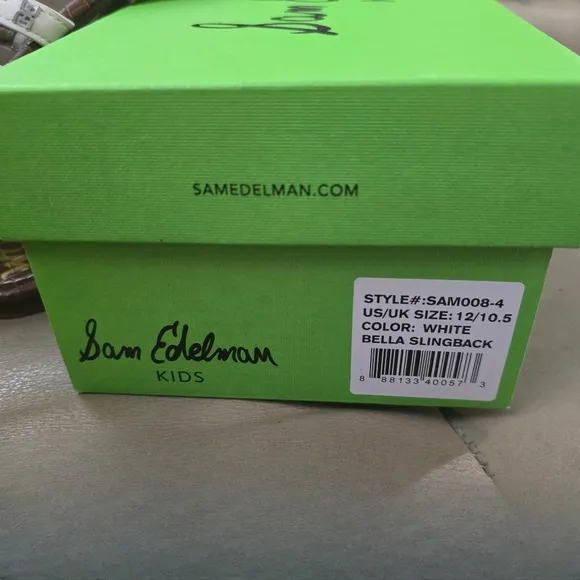 Sam
SAMEDELMAN.COM
Sam Edelman
KIDS
STYLE#:SAM008-4
US/UK SIZE: 12/10.5
COLOR: WHITE
BELLA SLINGBACK
8 88133 40057 3